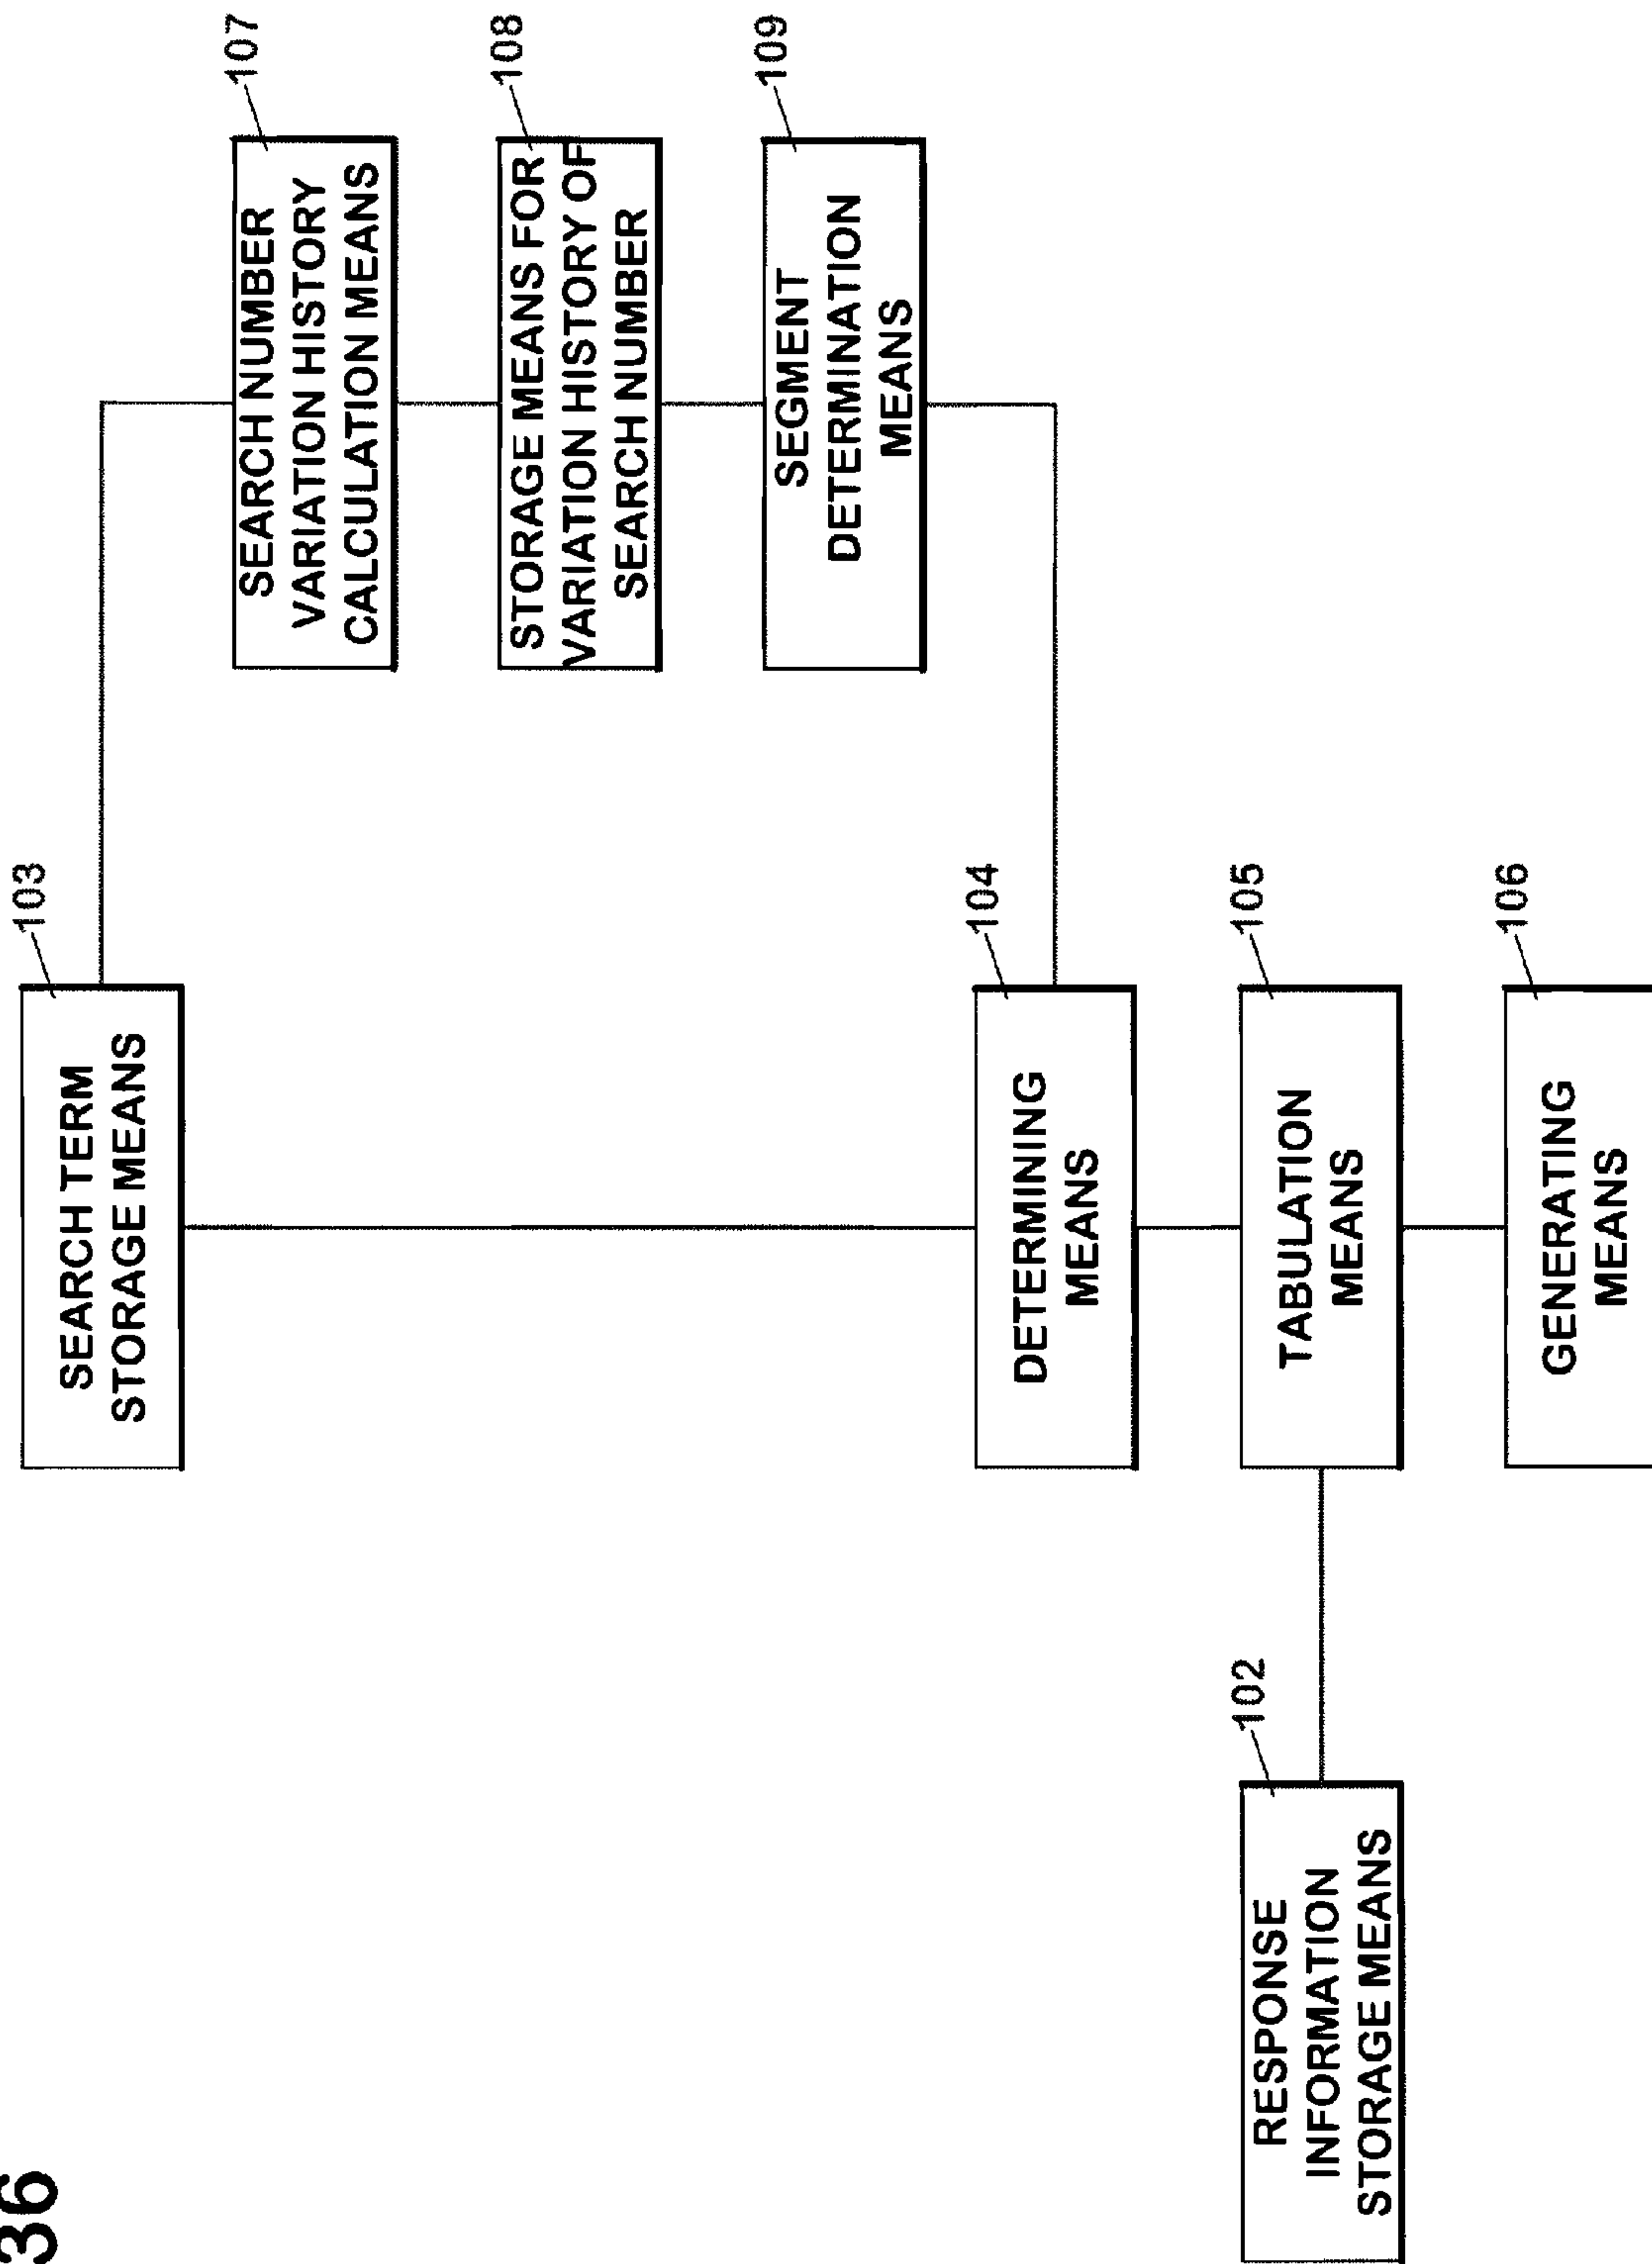 36
103
SEARCH TERM
STORAGE MEANS
107
SEARCH NUMBER
VARIATION HISTORY
CALCULATION MEANS
108
STORAGE MEANS FOR
VARIATION HISTORY OF
SEARCH NUMBER
109
SEGMENT
DETERMINATION
MEANS
104
DETERMINING
MEANS
102
RESPONSE
INFORMATION
STORAGE MEANS
105
TABULATION
MEANS
106
GENERATING
MEANS